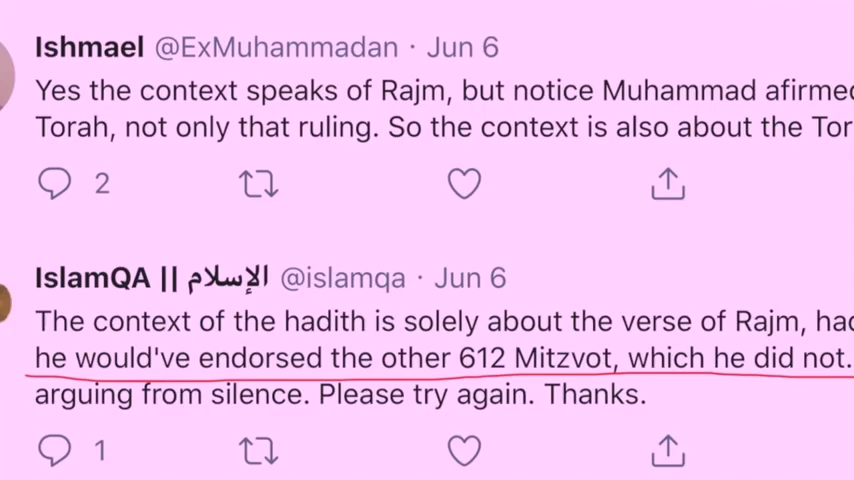 Ishmael @ExMuhammadan · Jun 6
Yes the context speaks of Rajm, but notice Muhammad afirmed
Torah, not only that ruling. So the context is also about the Tor
2
IslamQA || الإسلام @islamqa · Jun 6
The context of the hadith is solely about the verse of Rajm, had
he would've endorsed the other 612 Mitzvot, which he did not.
arguing from silence. Please try again. Thanks.
1